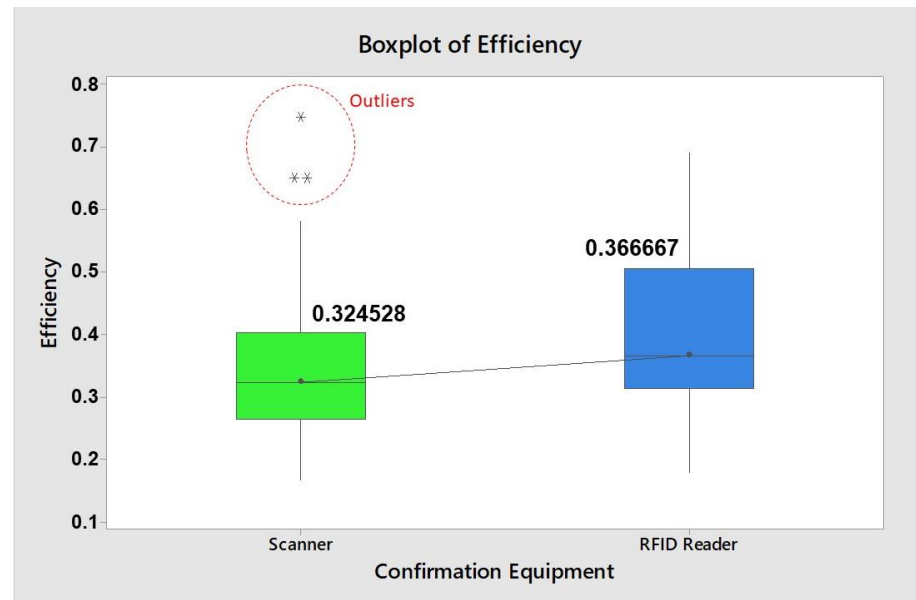 Boxplot of Efficiency
0.8
Outliers
0.7
0.6
0.366667
0.5
Efficiency
0.324528
0.4
0.3
0.2
0.1
Scanner RFID Reader
Confirmation Equipment